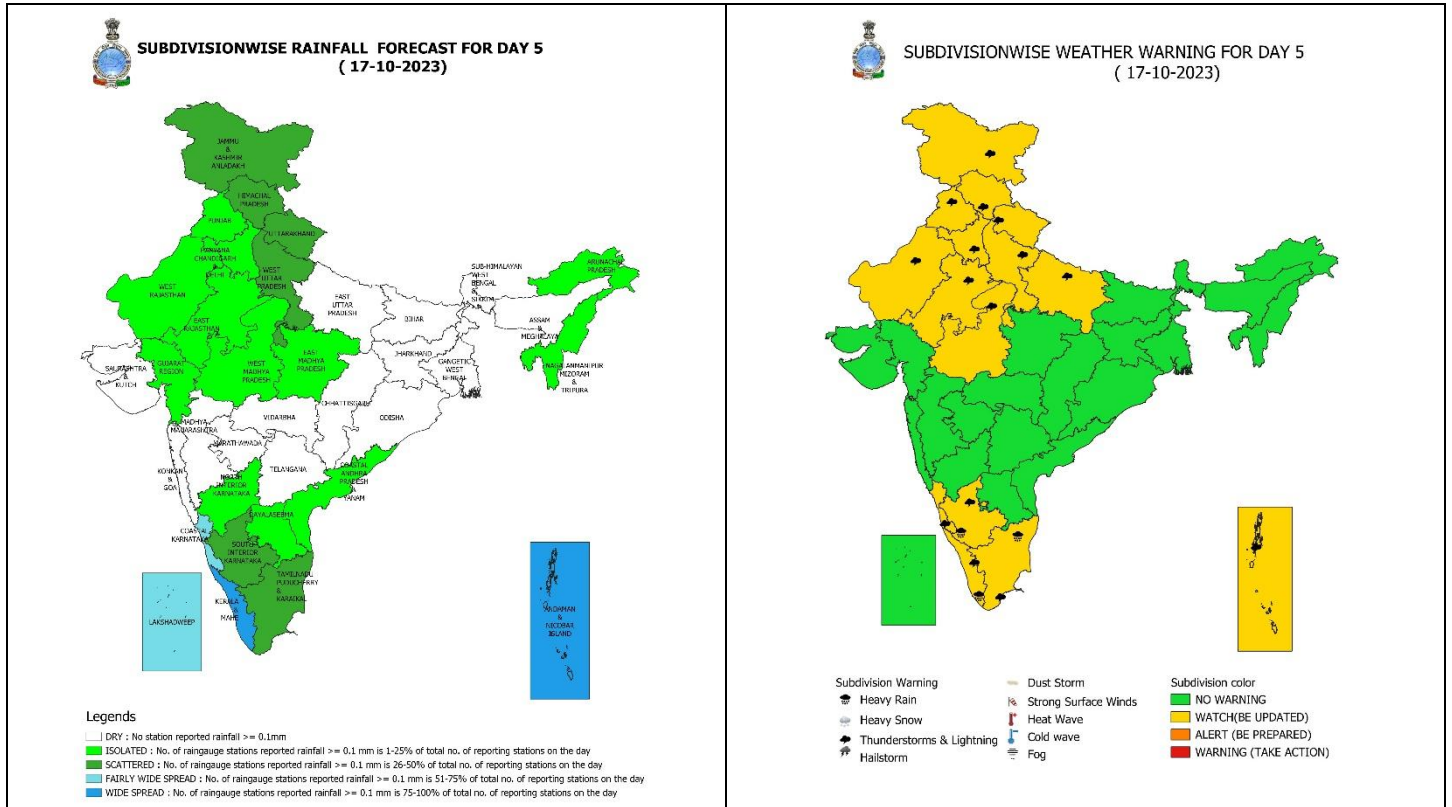 SUBDIVISIONWISE RAINFALL FORECAST FOR DAY 5
( 17-10-2023)
JAMMU
&
KASHMIR
ANLADAKH
HIMACHAL
PRADESH
PUNJAB
UTTARAKHAND
HARYANA
CHANDIGARH
&
DELHI
WEST
UTTAR
PRADESH
WEST
RAJASTHAN
EAST
UTTAR
PRADESH
SUB-HIMALAYAN
WEST
BENGAL
&
SIKKIM
ARUNACHAL
PRADESH
EAST
RAJASTHAN
BIHAR
ASSAM
&
MEGHALAYA
SAURASHTRA
&
KUTCH
GUJARAT
REGION
WEST
MADHYA
PRADESH
EAST
MADHYA
PRADESH
JHARKHAND
GANGETIC
WEST
BENGAL
NAGA ANMANIPUR
MIZORAM
&
TRIPURA
CHHATTISGARH
ODISHA
MADHYA
MAHARASHTRA
VIDARBHA
MARATHAWADA
KONKAN
&
GOA
TELANGANA
COASTAL
ANDHRA
PRADESH
&
YANAM
NORTH
INTERIOR
KARNATAKA
RAYALASEEMA
COASTAL
KARNATAKA
SOUTH
INTERIOR
KARNATAKA
TAMILNADU
PUDUCHERRY
&
KARAIKAL
KERALA
&
MAHE
LAKSHADWEEP
ANDAMAN
&
NICOBAR
ISLAND
Legends
DRY : No station reported rainfall >= 0.1mm
ISOLATED : No. of raingauge stations reported rainfall >= 0.1 mm is 1-25% of total no. of reporting stations on the day
SCATTERED : No. of raingauge stations reported rainfall >= 0.1 mm is 26-50% of total no. of reporting stations on the day
FAIRLY WIDE SPREAD : No. of raingauge stations reported rainfall >= 0.1 mm is 51-75% of total no. of reporting stations on the day
WIDE SPREAD : No. of raingauge stations reported rainfall >= 0.1 mm is 75-100% of total no. of reporting stations on the day
SUBDIVISIONWISE WEATHER WARNING FOR DAY 5
( 17-10-2023)
Subdivision Warning
Heavy Rain
Heavy Snow
Thunderstorms & Lightning
Hailstorm
Dust Storm
Strong Surface Winds
Heat Wave
Cold wave
Fog
Subdivision color
NO WARNING
WATCH(BE UPDATED)
ALERT (BE PREPARED)
WARNING (TAKE ACTION)